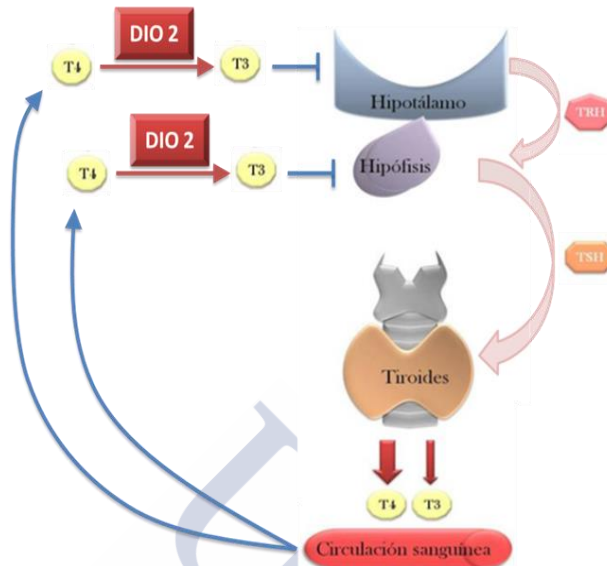 DIO 2
T4
T3
Hipotálamo
TRH
DIO 2
T4
T3
Hipófisis
TSH
Tiroides
T4
T3
Circulación sanguínea